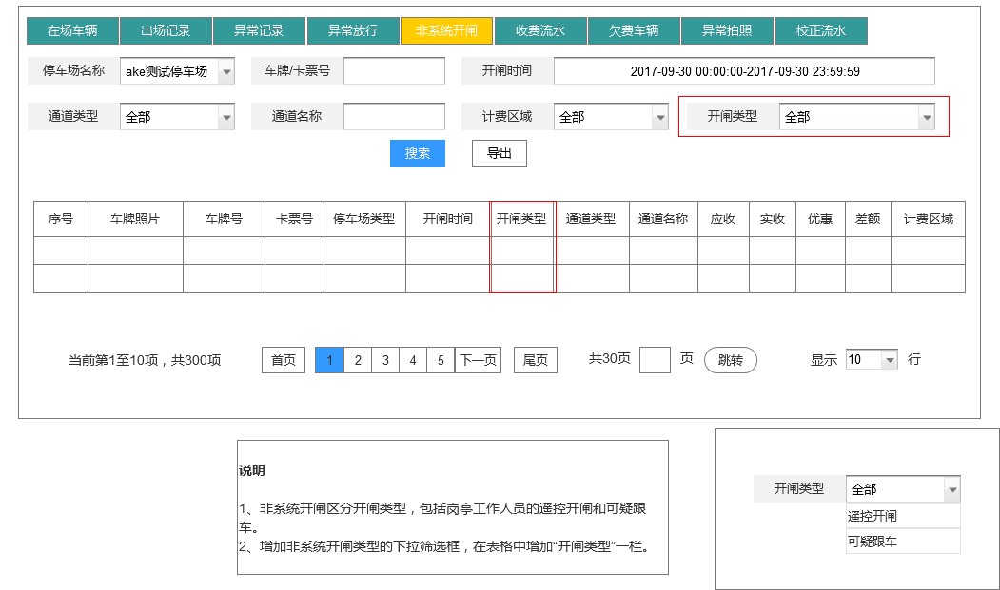 在场车辆 出场记录 异常记录 异常放行 非系统开闸 收费流水 欠费车辆 异常拍照 校正流水
停车场名称 ake测试停车场 车牌/卡票号 开闸时间 2017-09-30 00:00:00-2017-09-30 23:59:59
通道类型 全部 通道名称 计费区域 全部 开闸类型 全部
搜索 导出
序号 车牌照片 车牌号 卡票号 停车场类型 开闸时间 开闸类型 通道类型 通道名称 应收 实收 优惠 差额 计费区域
当前第1至10项，共300项 首页 1 2 3 4 5 下一页 尾页 共30页 页 跳转 显示 10 行
说明
1、非系统开闸区分开闸类型，包括岗亭工作人员的遥控开闸和可疑跟
车。
2、增加非系统开闸类型的下拉筛选框，在表格中增加“开闸类型”一栏。
开闸类型 全部
遥控开闸
可疑跟车